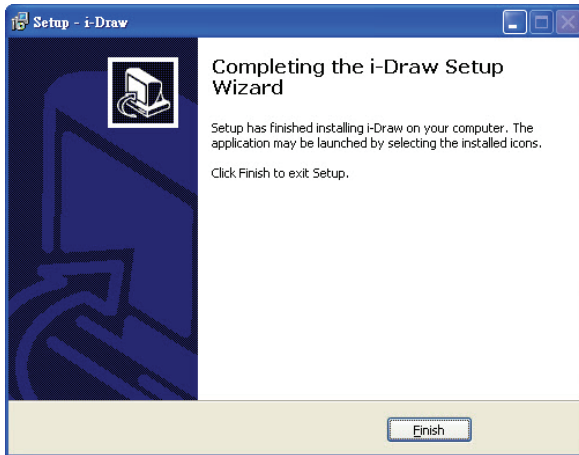 Setup - i-Draw
Completing the i-Draw Setup
Wizard
Setup has finished installing i-Draw on your computer. The
application may be launched by selecting the installed icons.
Click Finish to exit Setup.
Finish